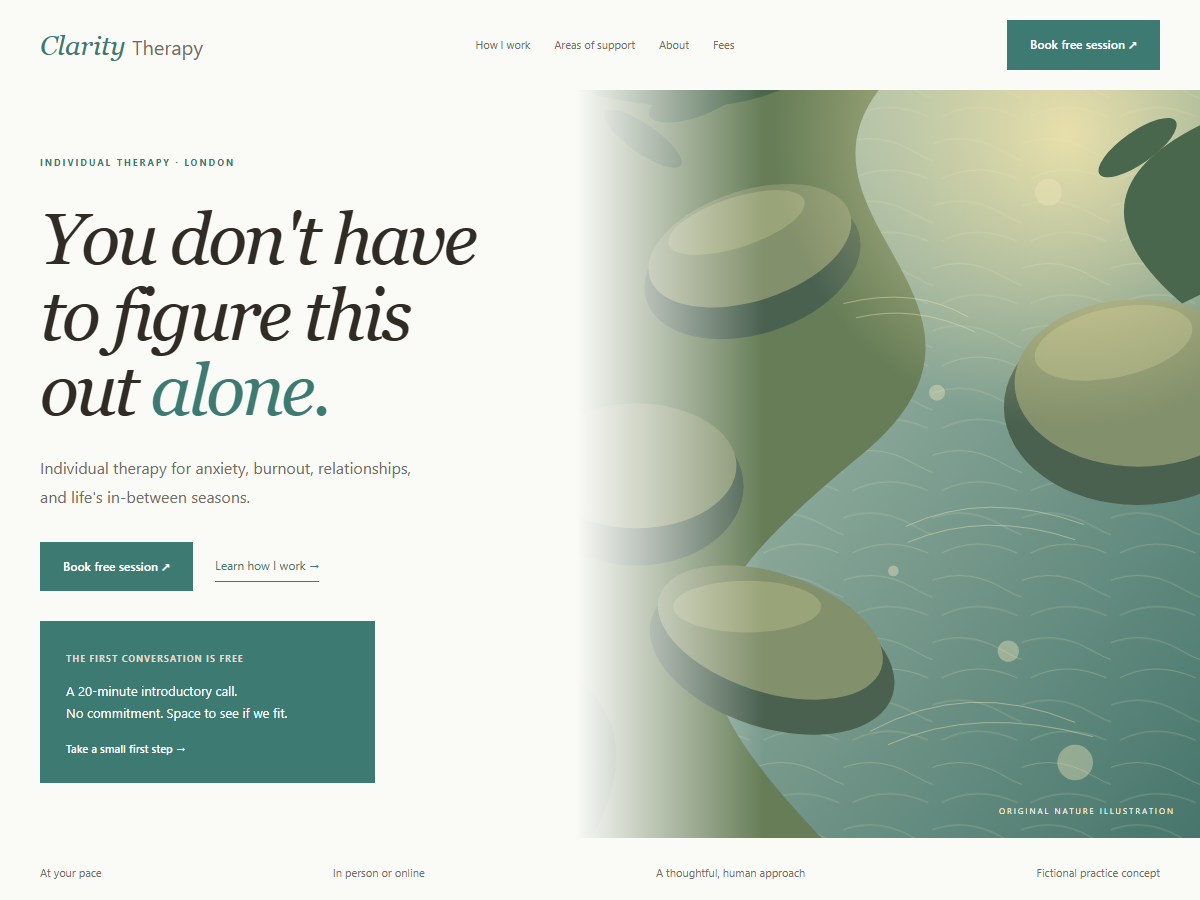 Clarity Therapy
How I work
Areas of support
About
Fees
Book free session ↗
INDIVIDUAL THERAPY · LONDON
You don't have
to figure this
out alone.
Individual therapy for anxiety, burnout, relationships,
and life's in-between seasons.
Book free session ↗
Learn how I work →
THE FIRST CONVERSATION IS FREE
A 20-minute introductory call.
No commitment. Space to see if we fit.
Take a small first step →
ORIGINAL NATURE ILLUSTRATION
At your pace
In person or online
A thoughtful, human approach
Fictional practice concept